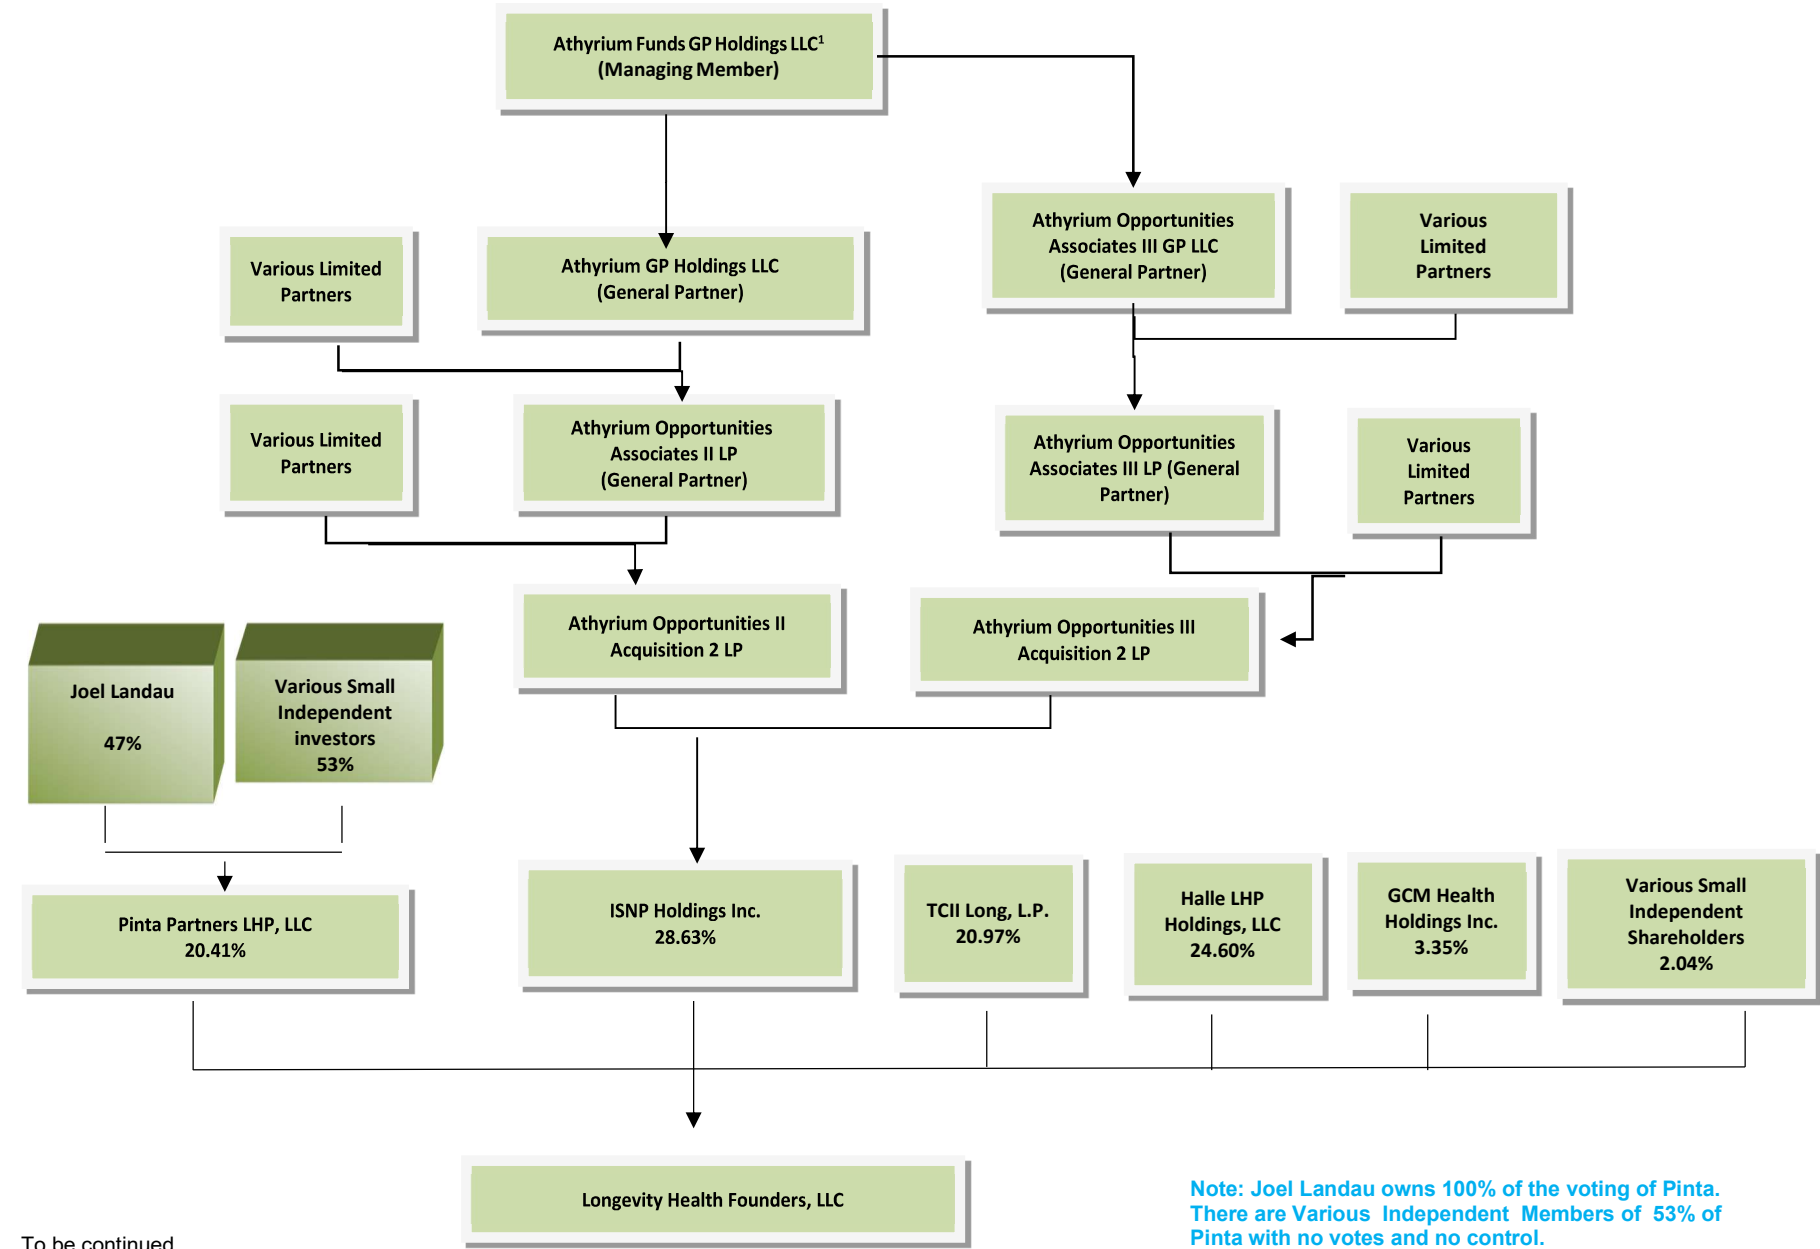 Athyrium Funds GP Holdings LLC¹
(Managing Member)
Athyrium Opportunities
Associates III GP LLC
(General Partner)
Various
Limited
Partners
Various Limited
Partners
Athyrium GP Holdings LLC
(General Partner)
Various Limited
Partners
Athyrium Opportunities
Associates II LP
(General Partner)
Athyrium Opportunities
Associates III LP (General
Partner)
Various
Limited
Partners
Athyrium Opportunities II
Acquisition 2 LP
Athyrium Opportunities III
Acquisition 2 LP
Joel Landau
47%
Various Small
Independent
investors
53%
Pinta Partners LHP, LLC
20.41%
ISNP Holdings Inc.
28.63%
TCII Long, L.P.
20.97%
Halle LHP
Holdings, LLC
24.60%
GCM Health
Holdings Inc.
3.35%
Various Small
Independent
Shareholders
2.04%
Longevity Health Founders, LLC
Note: Joel Landau owns 100% of the voting of Pinta.
There are Various Independent Members of 53% of
Pinta with no votes and no control.
To be continued